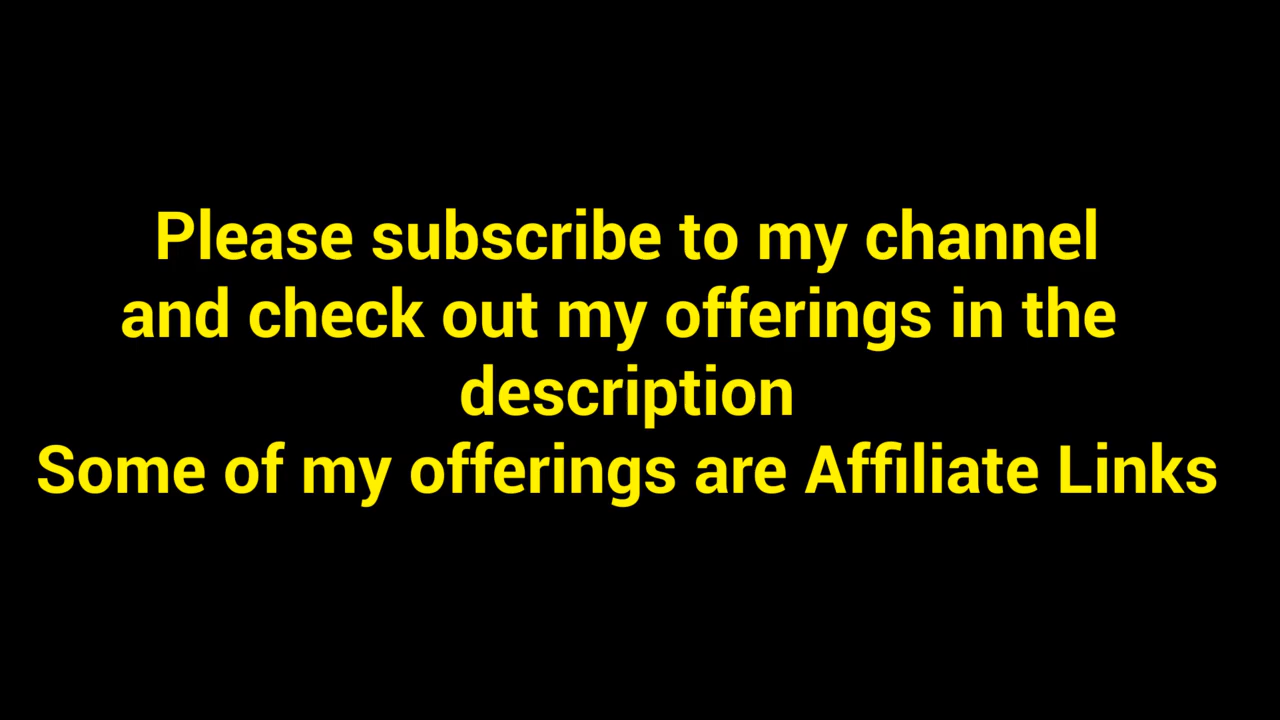 Please subscribe to my channel
and check out my offerings in the
description
Some of my offerings are Affiliate Links